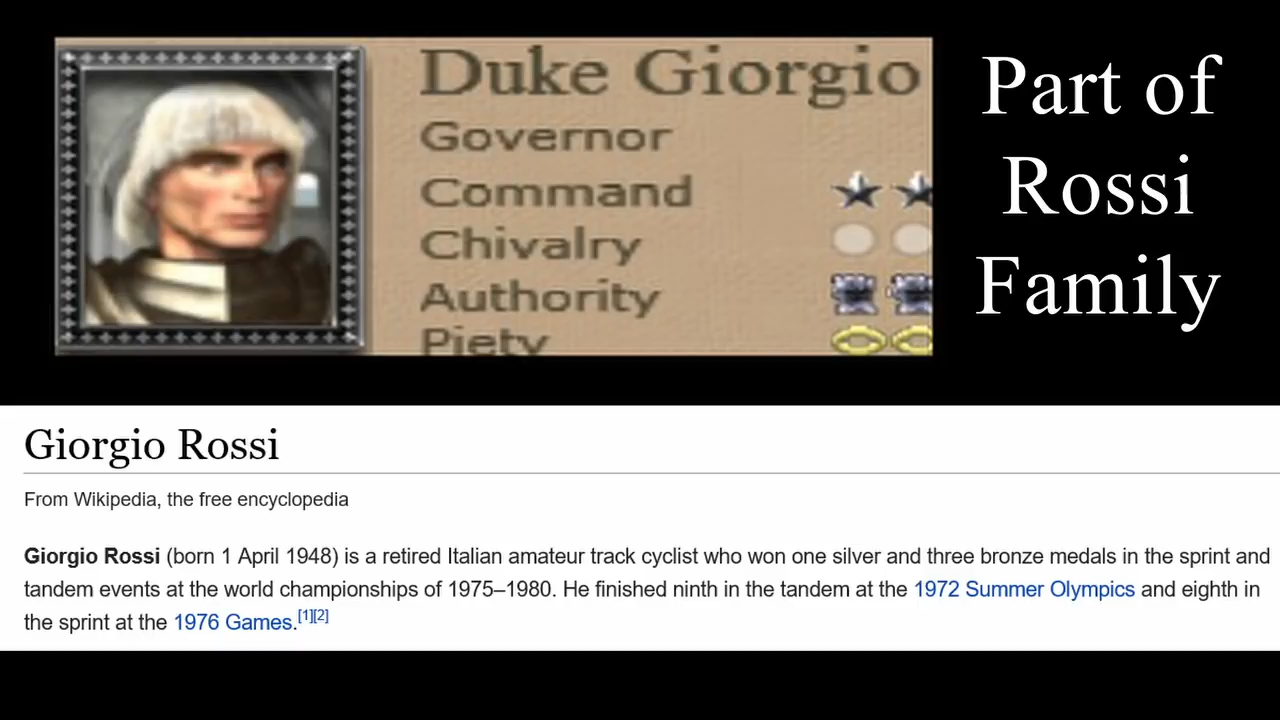 Duke Giorgio
Governor
Command
Chivalry
Authority
Piety
Part of
Rossi
Family
Giorgio Rossi
From Wikipedia, the free encyclopedia
Giorgio Rossi (born 1 April 1948) is a retired Italian amateur track cyclist who won one silver and three bronze medals in the sprint and
tandem events at the world championships of 1975–1980. He finished ninth in the tandem at the 1972 Summer Olympics and eighth in
the sprint at the 1976 Games.[1][2]